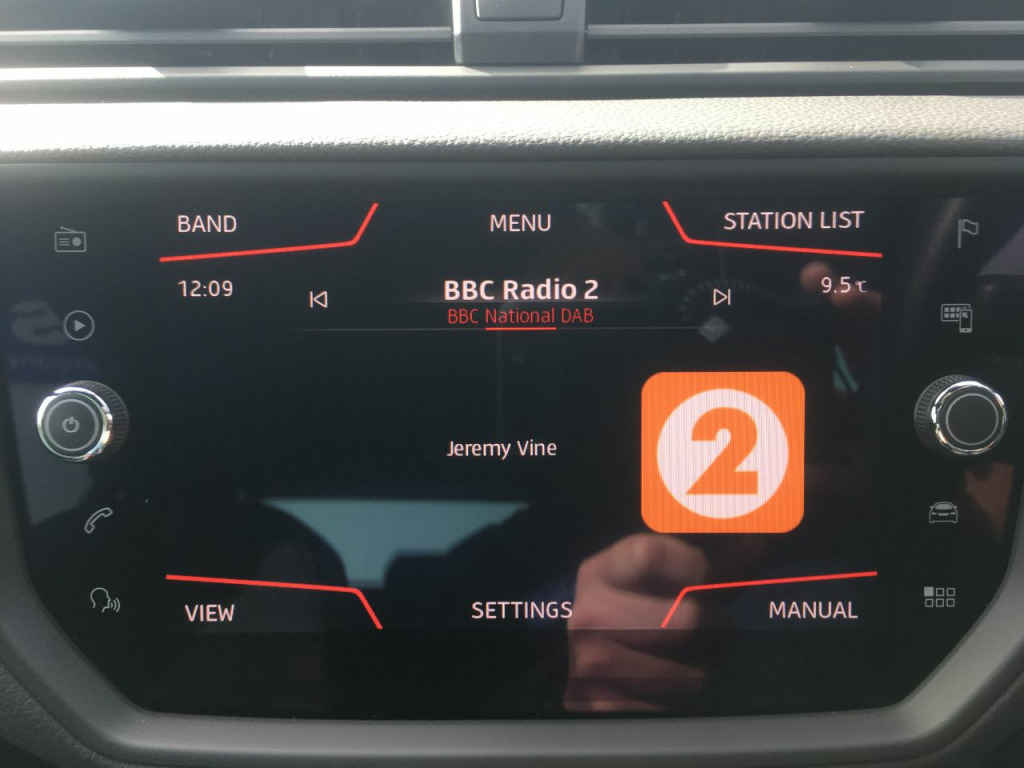 BAND MENU STATION LIST
12:09 BBC Radio 2 9.5℃
BBC National DAB
2
Jeremy Vine
VIEW SETTINGS MANUAL